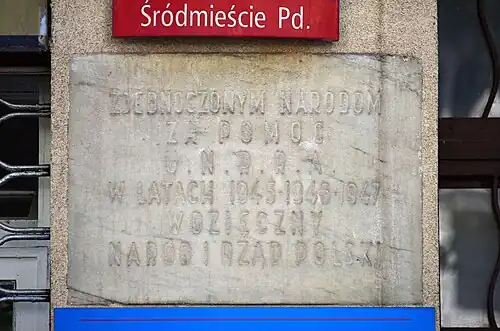 Śródmieście Pd.
ZJEDNOCZONYM NARODOM
ZA POMOC
U.N.R.R.A
W LATACH 1945-1946-1947
WDZIĘCZNY
NARÓD I RZĄD POLSKI